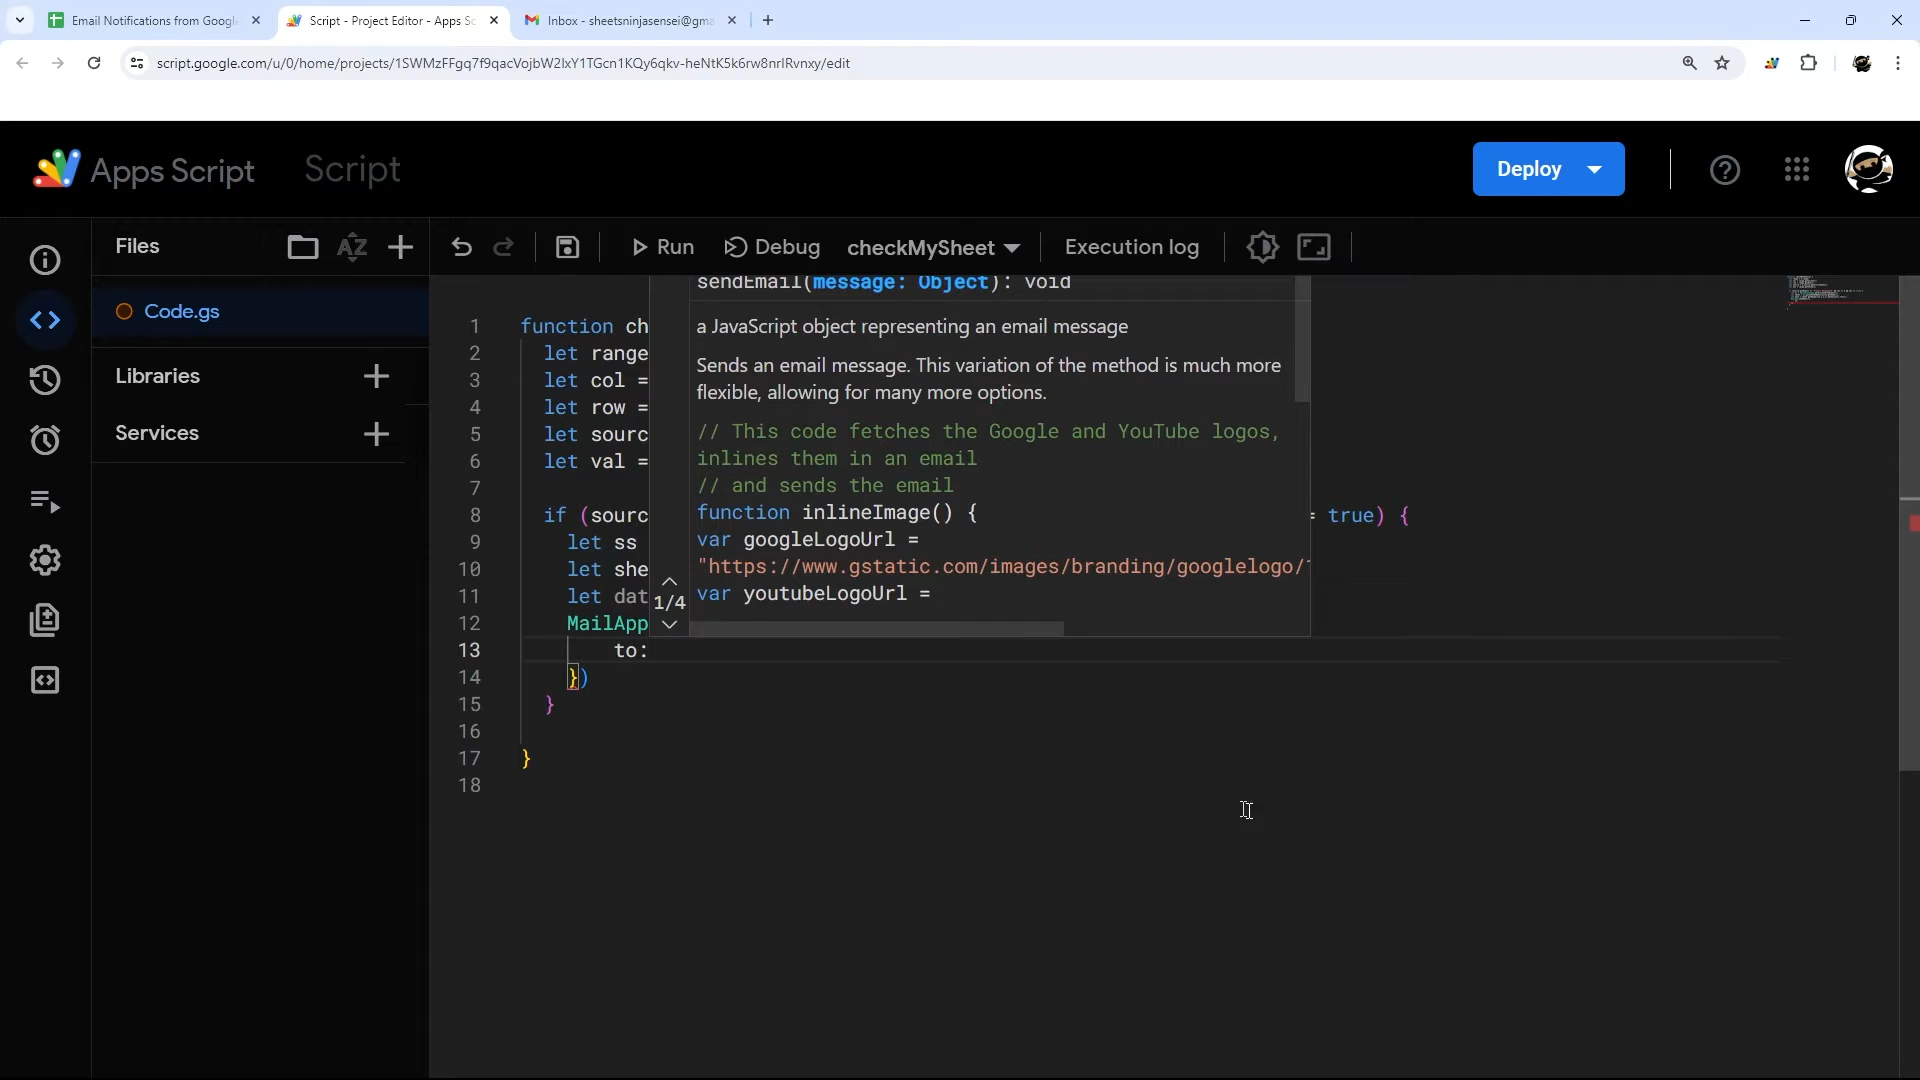 Email Notifications from Googl
Script - Project Editor - Apps Sc
Inbox - sheetsninjasensei@gma
script.google.com/u/0/home/projects/1SWMzFFgq7f9qacVojbW2IxY1TGcn1KQy6qkv-heNtK5k6rw8nrIRvnxy/edit
Apps Script Script Deploy
Files Run Debug checkMySheet Execution log
Code.gs
Libraries
Services
sendEmail(message: Object): void
a JavaScript object representing an email message
Sends an email message. This variation of the method is much more
flexible, allowing for many more options.
// This code fetches the Google and YouTube logos,
inlines them in an email
// and sends the email
function inlineImage() {
var googleLogoUrl =
"https://www.gstatic.com/images/branding/googlelogo/
var youtubeLogoUrl =
1/4
1 function ch
2 let range
3 let col =
4 let row =
5 let sourc
6 let val =
7
8 if (sourc = true) {
9 let ss
10 let she
11 let dat
12 MailApp
13 to:
14 })
15 }
16
17 }
18